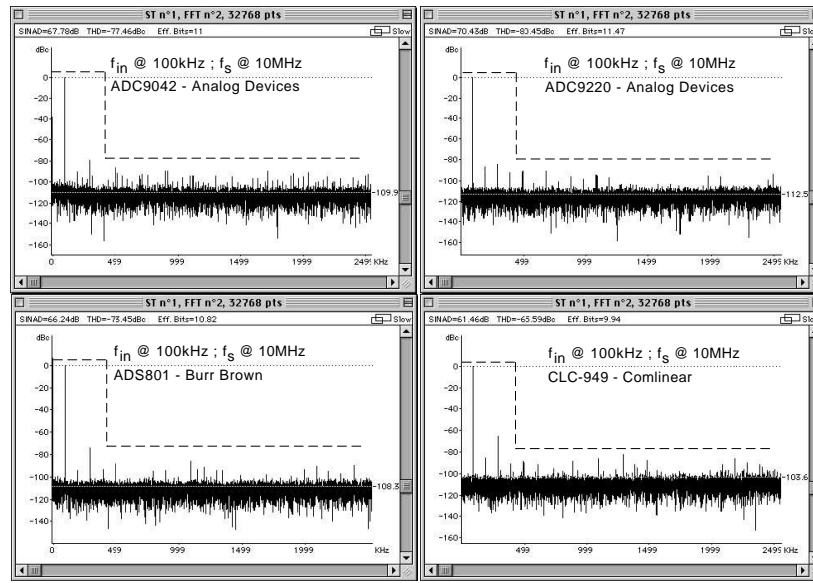 ST n°1, FFT n°2, 32768 pts
SINAD=67.78dB THD=-77.46dBc Eff. Bits=11 Slow
dBc
f_in @ 100kHz ; f_s @ 10MHz
ADC9042 - Analog Devices
0
-20
-40
-60
-80
-100
-120
-140
-160
-109.9
0 499 999 1499 1999 2499 KHz
ST n°1, FFT n°2, 32768 pts
SINAD=70.43dB THD=-80.45dBc Eff. Bits=11.47 Slow
dBc
f_in @ 100kHz ; f_s @ 10MHz
ADC9220 - Analog Devices
0
-20
-40
-60
-80
-100
-120
-140
-160
-112.5
0 499 999 1499 1999 2499 KHz
ST n°1, FFT n°2, 32768 pts
SINAD=66.24dB THD=-73.45dBc Eff. Bits=10.82 Slow
dBc
f_in @ 100kHz ; f_s @ 10MHz
ADS801 - Burr Brown
0
-20
-40
-60
-80
-100
-120
-140
-108.3
0 499 999 1499 1999 KHz
ST n°1, FFT n°2, 32768 pts
SINAD=61.46dB THD=-65.59dBc Eff. Bits=9.94 Slow
dBc
f_in @ 100kHz ; f_s @ 10MHz
CLC-949 - Comlinear
0
-20
-40
-60
-80
-100
-120
-140
-160
-103.6
499 999 1499 1999 2499 KHz